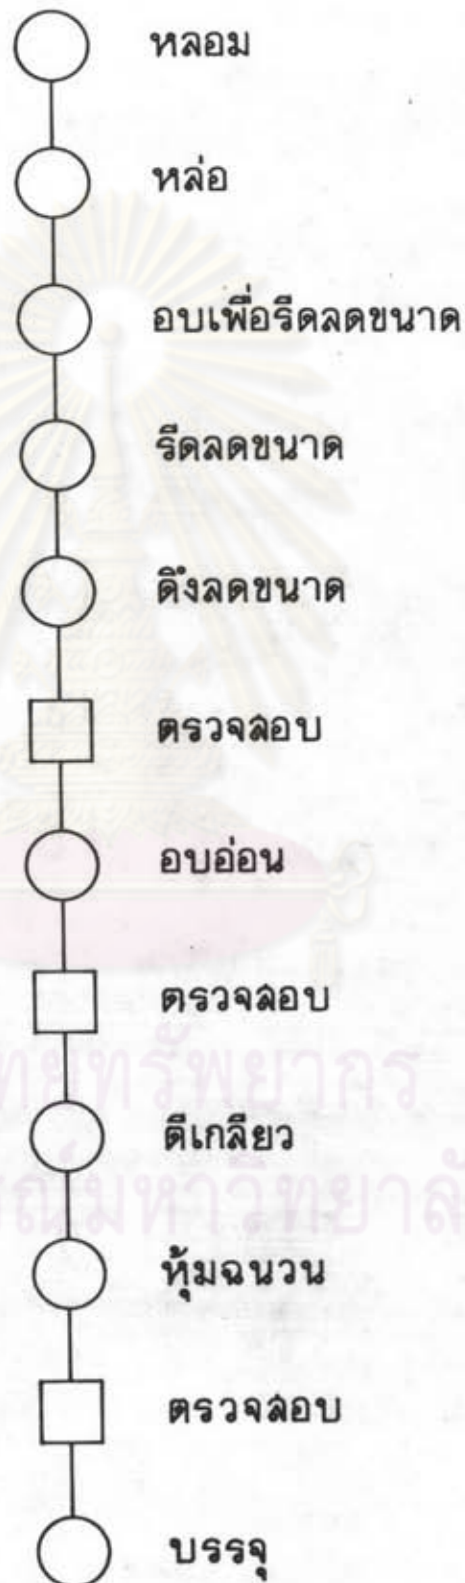 หลอม
หล่อ
อบเพื่อรีดลดขนาด
รีดลดขนาด
ดึงลดขนาด
ตรวจสอบ
อบอ่อน
ตรวจสอบ
ตีเกลียว
หุ้มฉนวน
ตรวจสอบ
บรรจุ